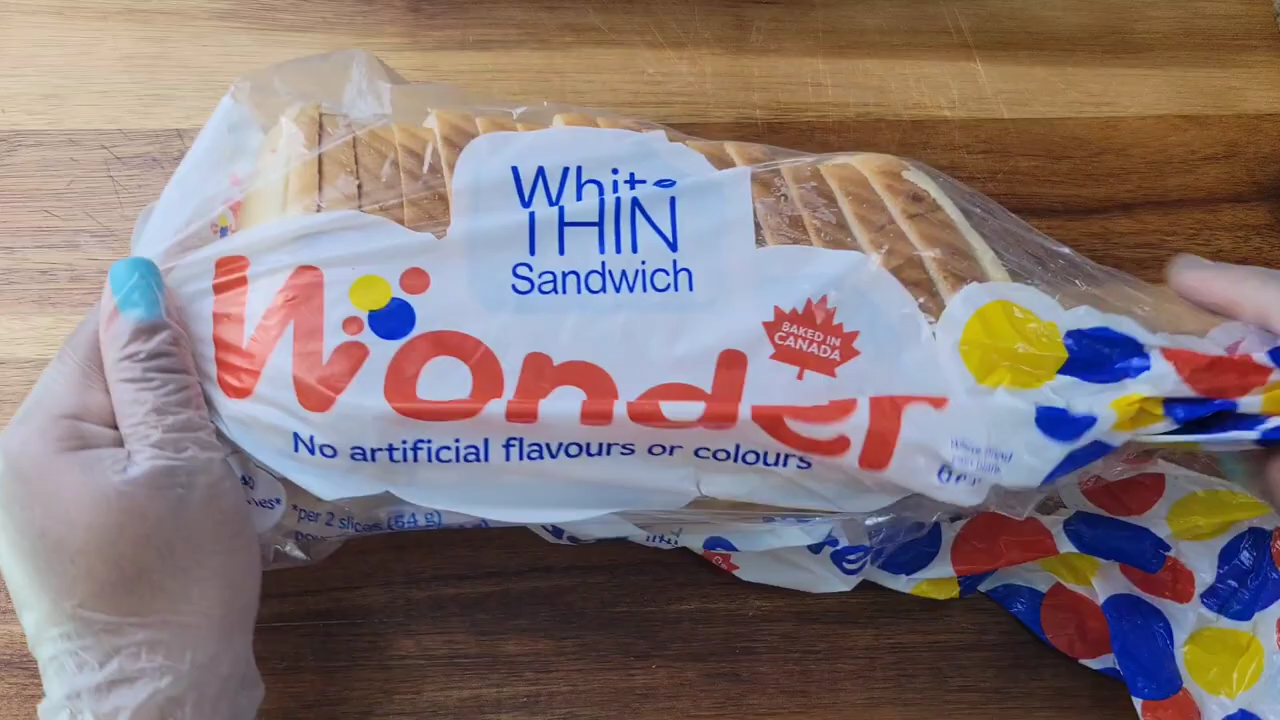 White
THIN
Sandwich
Wonder
BAKED IN
CANADA
No artificial flavours or colours
*per 2 slices (54 g)